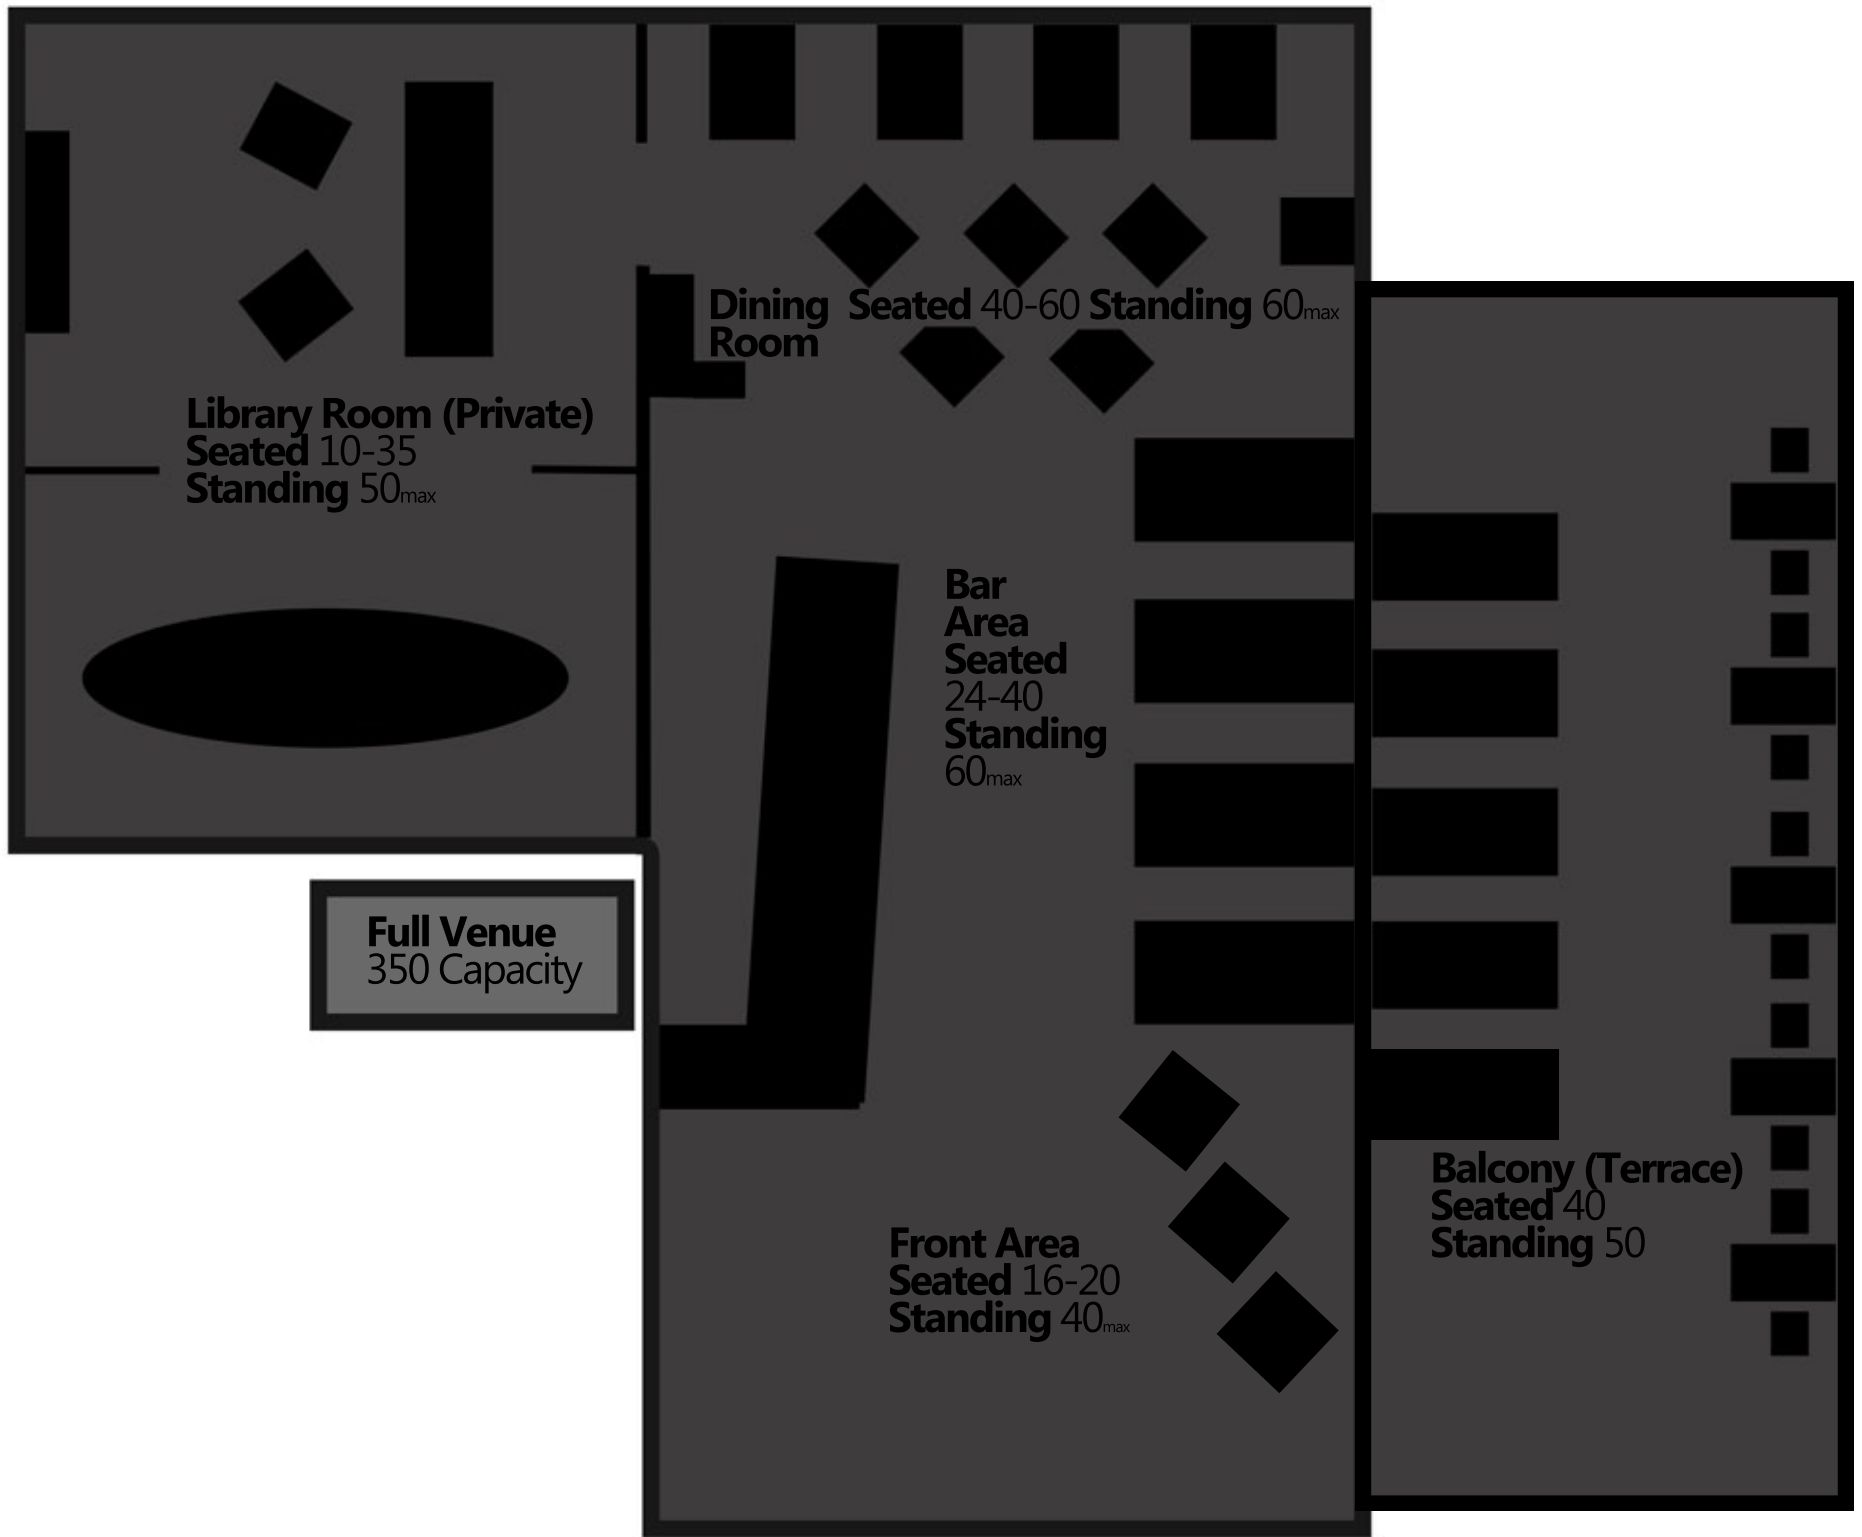 Dining Seated 40-60 Standing 60max
Room
Library Room (Private)
Seated 10-35
Standing 50max
Bar
Area
Seated
24-40
Standing
60max
Full Venue
350 Capacity
Balcony (Terrace)
Seated 40
Standing 50
Front Area
Seated 16-20
Standing 40max